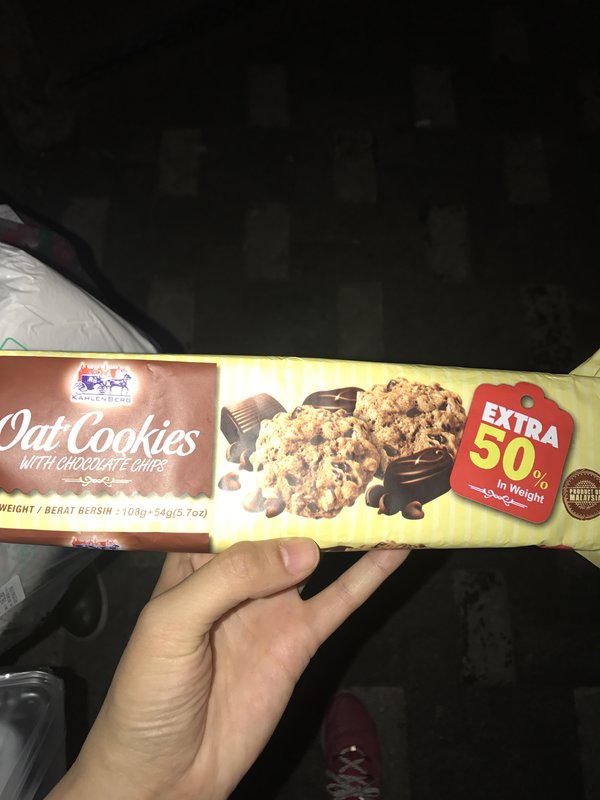 KAHLENBERG
Oat Cookies
WITH CHOCOLATE CHIPS
WEIGHT / BERAT BERSIH : 108g+54g(5.7oz)
EXTRA
50%
In Weight
PRODUCT OF
MALAYSIA